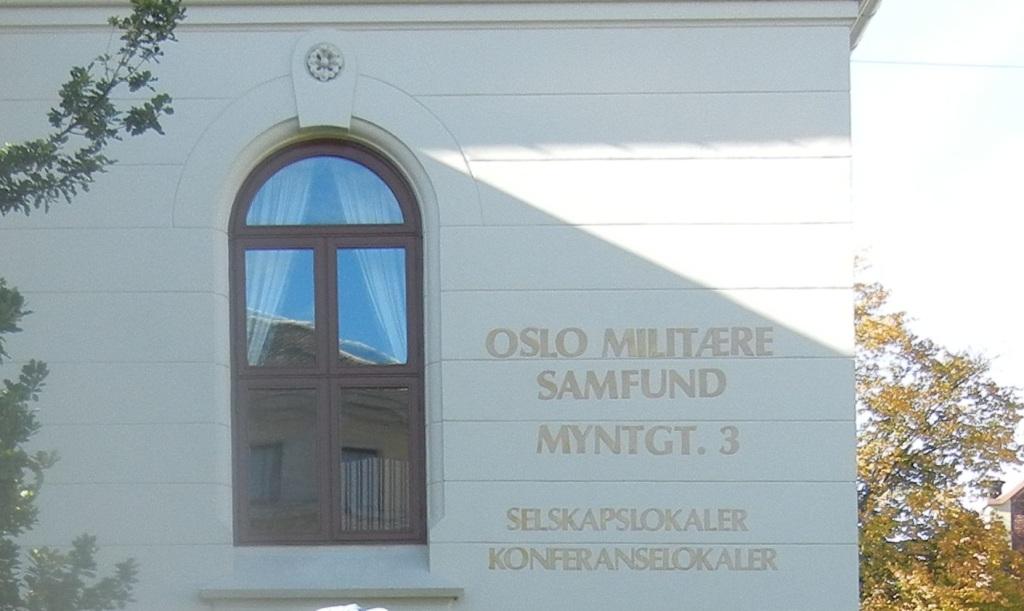 OSLO MILITÆRE
SAMFUND
MYNTGT. 3
SELSKAPSLOKALER
KONFERANSELOKALER